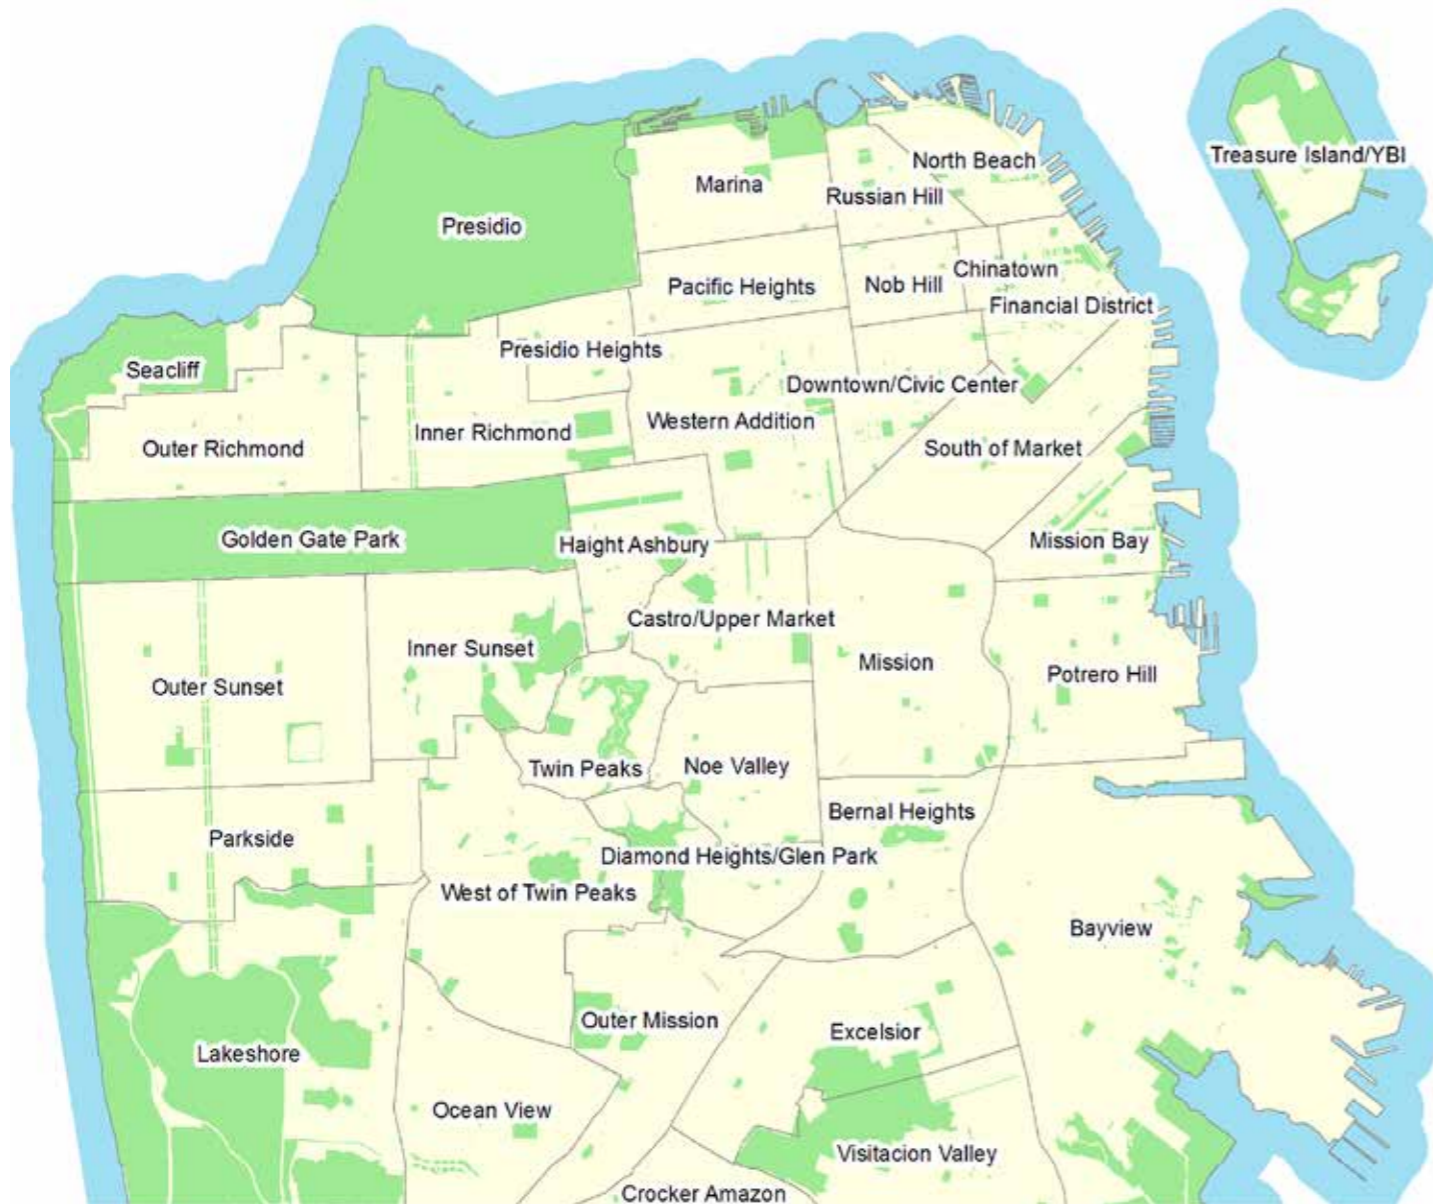 Treasure Island/YBI
North Beach
Marina
Russian Hill
Presidio
Chinatown
Pacific Heights
Nob Hill
Financial District
Presidio Heights
Seacliff
Downtown/Civic Center
Western Addition
Inner Richmond
Outer Richmond
South of Market
Golden Gate Park
Haight Ashbury
Mission Bay
Castro/Upper Market
Inner Sunset
Mission
Potrero Hill
Outer Sunset
Twin Peaks
Noe Valley
Bernal Heights
Parkside
Diamond Heights/Glen Park
West of Twin Peaks
Bayview
Outer Mission
Excelsior
Lakeshore
Ocean View
Visitacion Valley
Crocker Amazon